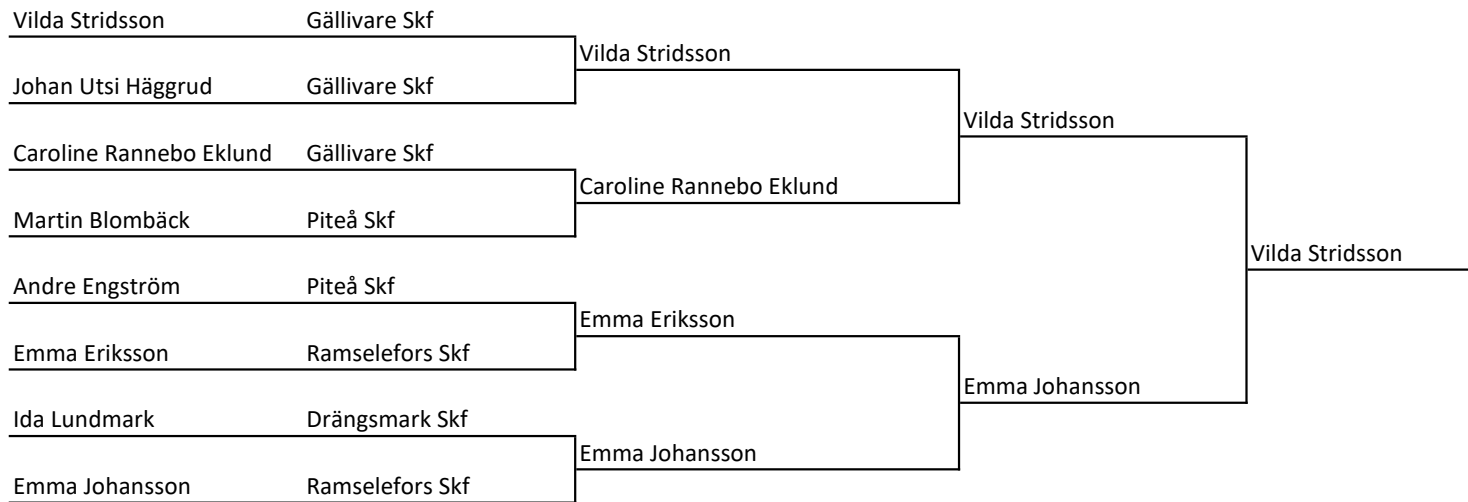 Vilda Stridsson Gällivare Skf
Vilda Stridsson
Johan Utsi Häggrud Gällivare Skf
Vilda Stridsson
Caroline Rannebo Eklund Gällivare Skf
Caroline Rannebo Eklund
Martin Blombäck Piteå Skf
Vilda Stridsson
Andre Engström Piteå Skf
Emma Eriksson
Emma Eriksson Ramselefors Skf
Emma Johansson
Ida Lundmark Drängsmark Skf
Emma Johansson
Emma Johansson Ramselefors Skf